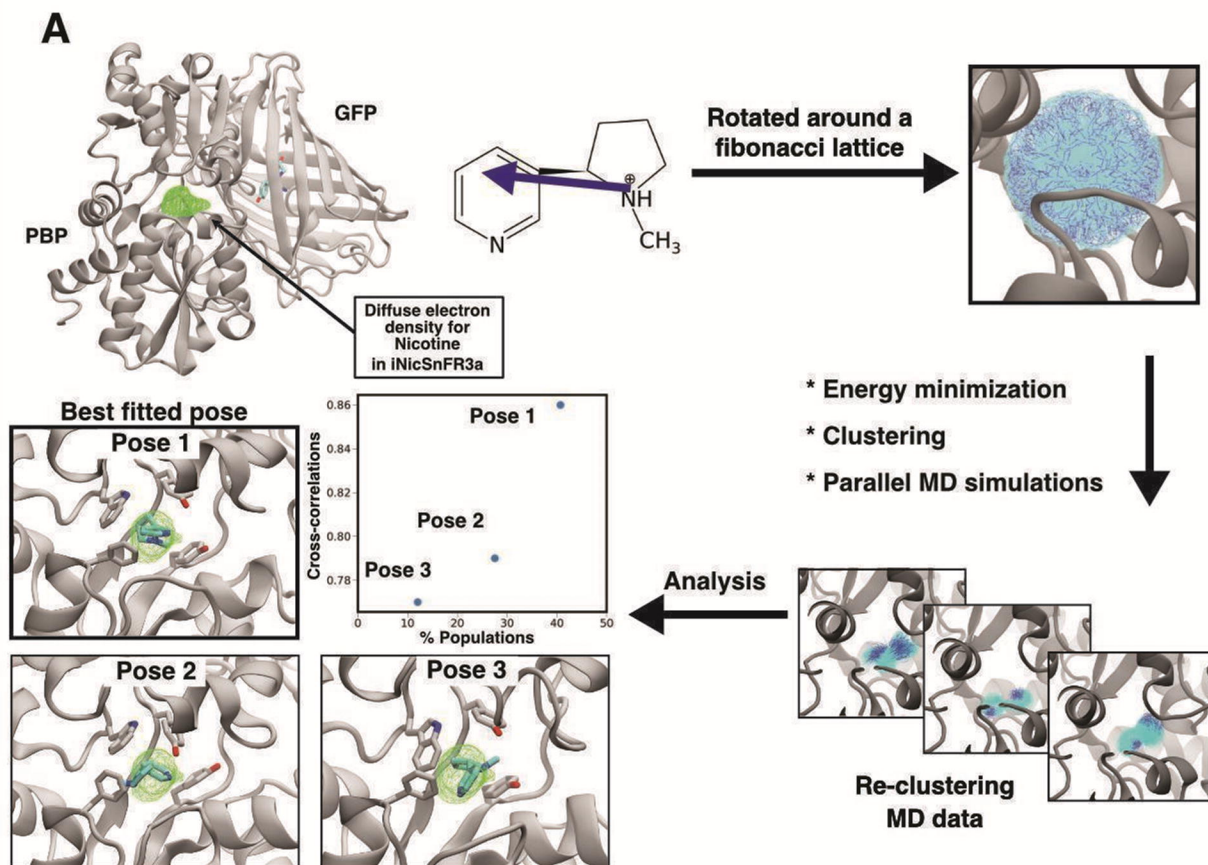 A
GFP
PBP
Diffuse electron
density for
Nicotine
in iNicSnFR3a
N
⊕
NH
CH3
Rotated around a
fibonacci lattice
* Energy minimization
* Clustering
* Parallel MD simulations
Re-clustering
MD data
Analysis
Best fitted pose
Pose 1
Cross-correlations
0.86
0.84
0.82
0.80
0.78
Pose 1
Pose 2
Pose 3
0 10 20 30 40 50
% Populations
Pose 2
Pose 3